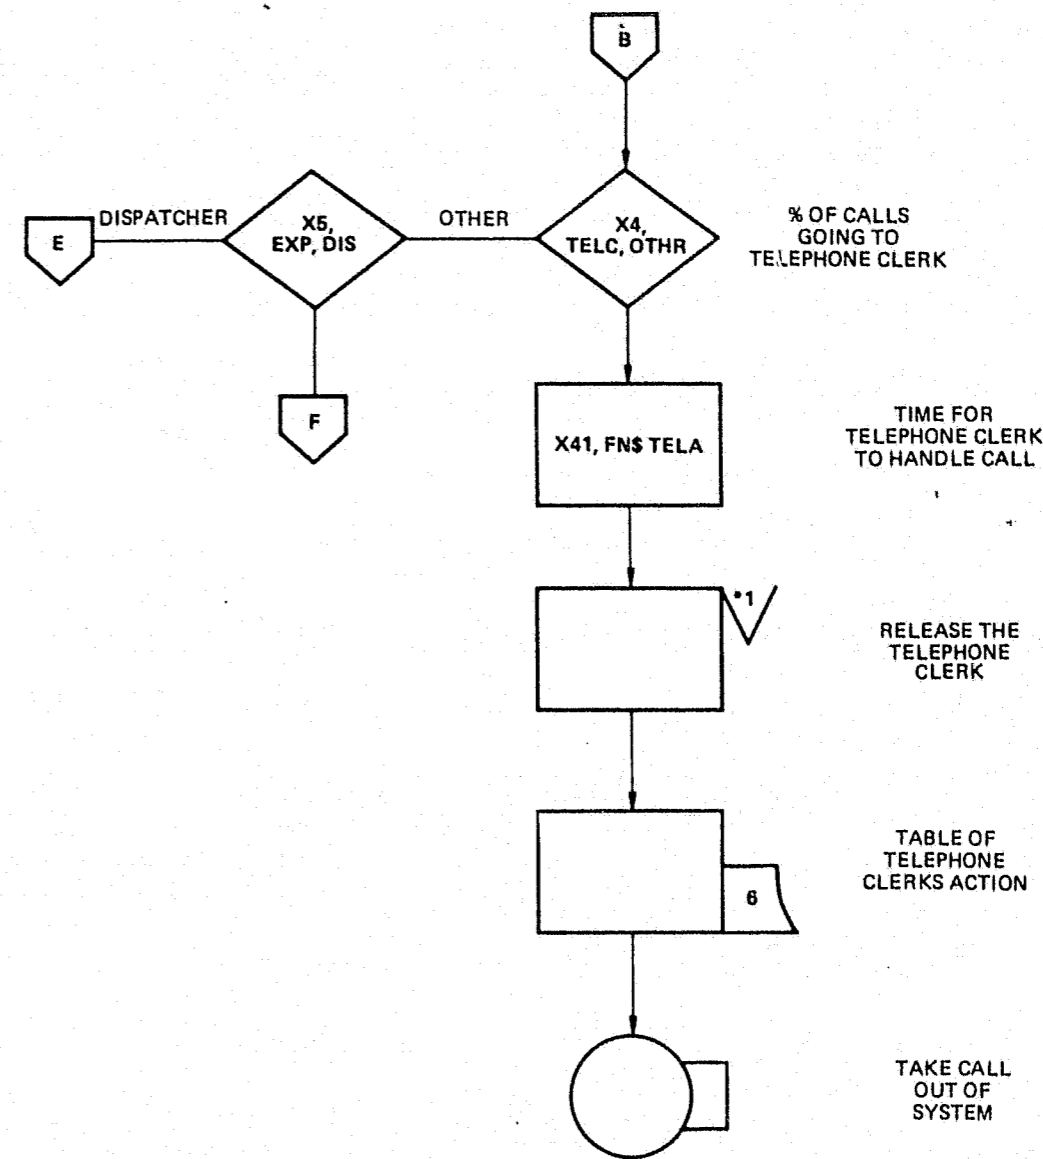 B
DISPATCHER
X5,
EXP, DIS
OTHER
X4,
TELC, OTHR
% OF CALLS
GOING TO
TELEPHONE CLERK
E
F
X41, FN$ TELA
TIME FOR
TELEPHONE CLERK
TO HANDLE CALL
*1
RELEASE THE
TELEPHONE
CLERK
6
TABLE OF
TELEPHONE
CLERKS ACTION
TAKE CALL
OUT OF
SYSTEM